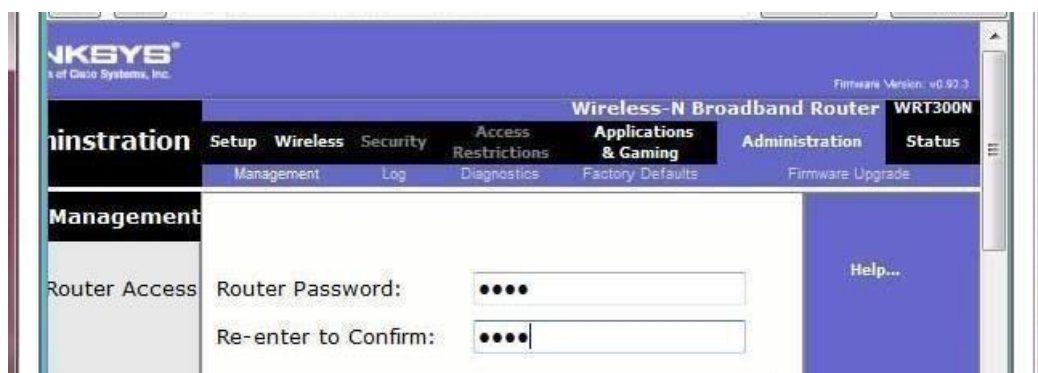 NKSYS®
of Cisco Systems, Inc.
Firmware Version: v0.93.3
Wireless-N Broadband Router WRT300N
ninstration Setup Wireless Security Access Restrictions Applications & Gaming Administration Status
Management Log Diagnostics Factory Defaults Firmware Upgrade
Management
Help...
Router Access Router Password: ••••
Re-enter to Confirm: ••••